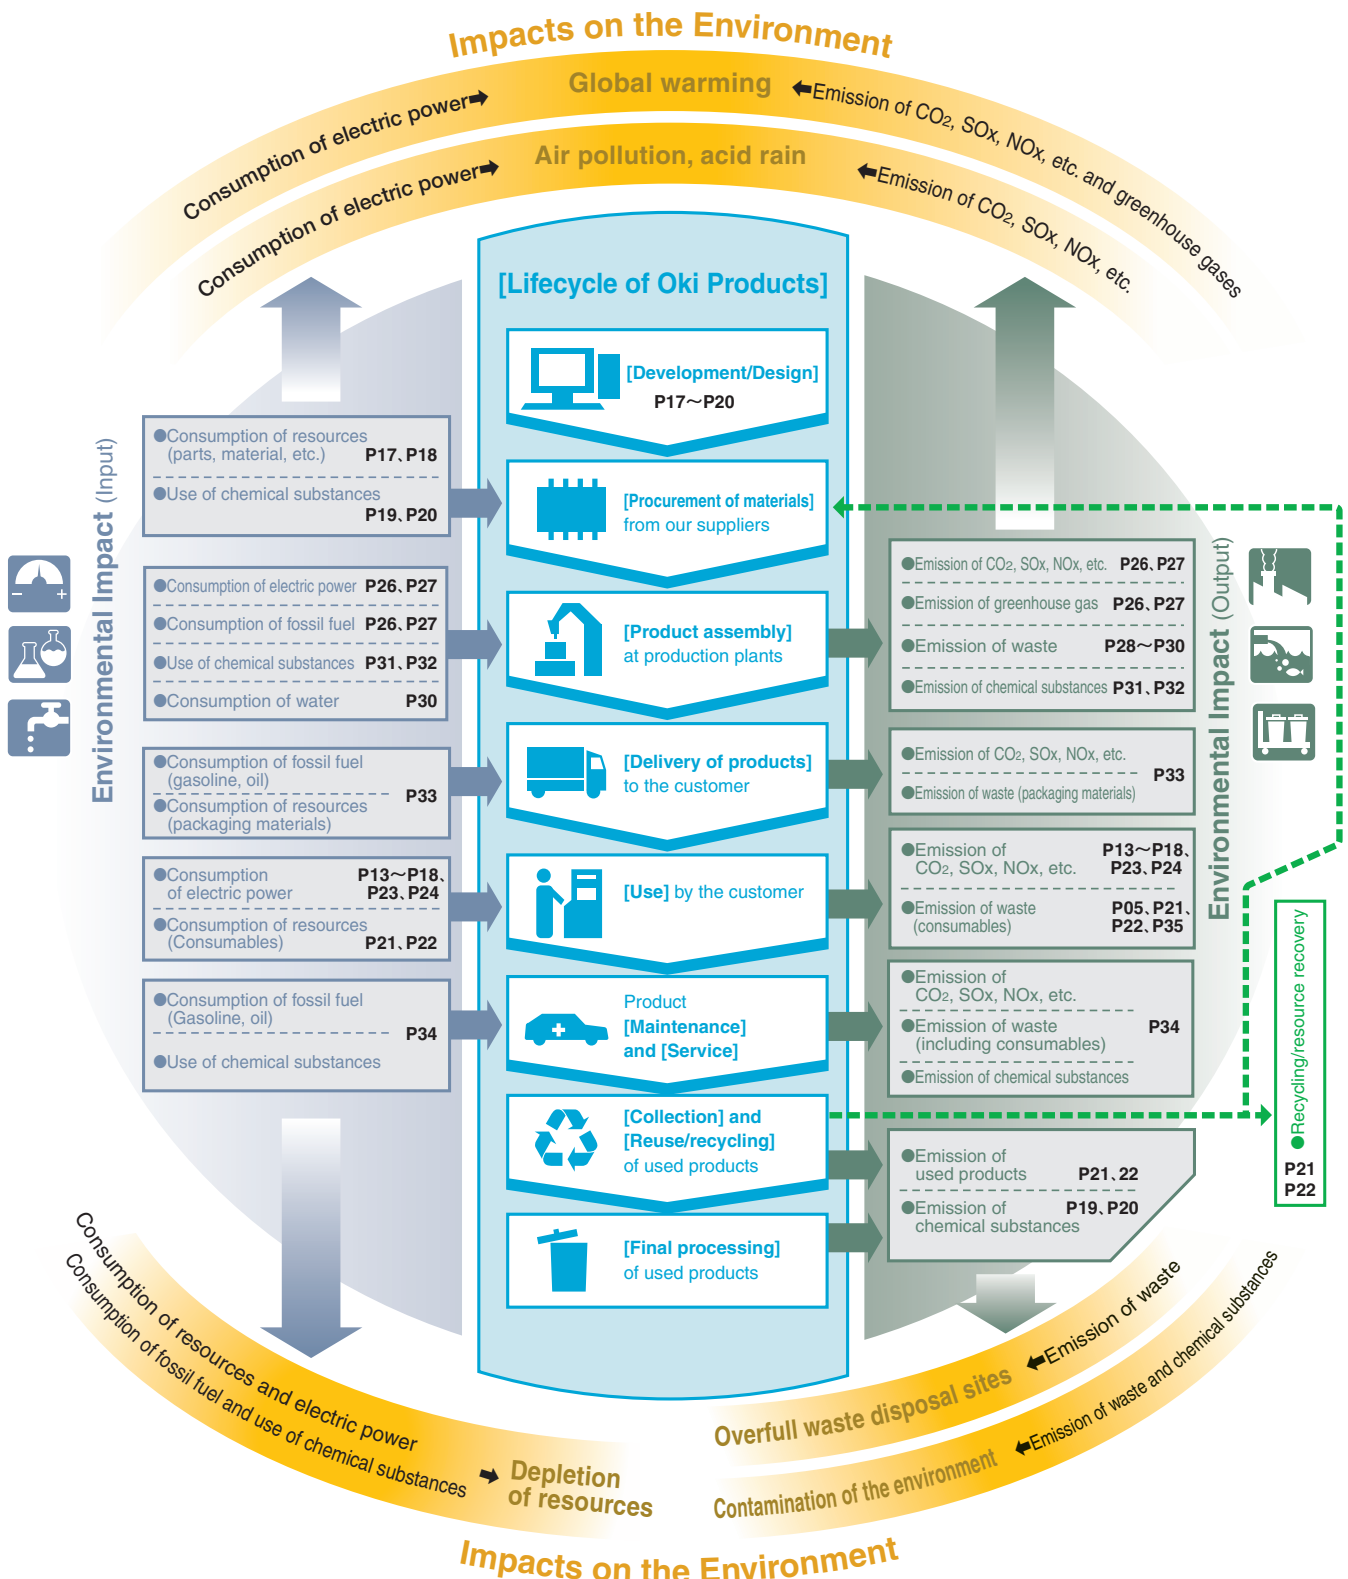 Impacts on the Environment
Global warming
Consumption of electric power➡
⬅Emission of CO2, SOx, NOx, etc. and greenhouse gases
Air pollution, acid rain
Consumption of electric power➡
⬅Emission of CO2, SOx, NOx, etc.
[Lifecycle of Oki Products]
[Development/Design]
P17～P20
[Procurement of materials]
from our suppliers
[Product assembly]
at production plants
[Delivery of products]
to the customer
[Use] by the customer
Product
[Maintenance]
and [Service]
[Collection] and
[Reuse/recycling]
of used products
[Final processing]
of used products
Environmental Impact (Input)
●Consumption of resources
(parts, material, etc.) P17、P18
●Use of chemical substances
P19、P20
●Consumption of electric power P26、P27
●Consumption of fossil fuel P26、P27
●Use of chemical substances P31、P32
●Consumption of water P30
●Consumption of fossil fuel
(gasoline, oil)
P33
●Consumption of resources
(packaging materials)
●Consumption
of electric power
P13～P18、
P23、P24
●Consumption of resources
(Consumables) P21、P22
●Consumption of fossil fuel
(Gasoline, oil)
P34
●Use of chemical substances
Environmental Impact (Output)
●Emission of CO2, SOx, NOx, etc. P26、P27
●Emission of greenhouse gas P26、P27
●Emission of waste P28～P30
●Emission of chemical substances P31、P32
●Emission of CO2, SOx, NOx, etc.
P33
●Emission of waste (packaging materials)
●Emission of
CO2, SOx, NOx, etc.
P13～P18、
P23、P24
●Emission of waste
(consumables)
P05、P21、
P22、P35
●Emission of
CO2, SOx, NOx, etc.
●Emission of waste
(including consumables)
P34
●Emission of chemical substances
●Emission of
used products P21、22
●Emission of
chemical substances
P19、P20
●Recycling/resource recovery
P21
P22
Consumption of resources and electric power
Consumption of fossil fuel and use of chemical substances
➡ Depletion
of resources
Overfull waste disposal sites
⬅Emission of waste
Contamination of the environment
⬅Emission of waste and chemical substances
Impacts on the Environment